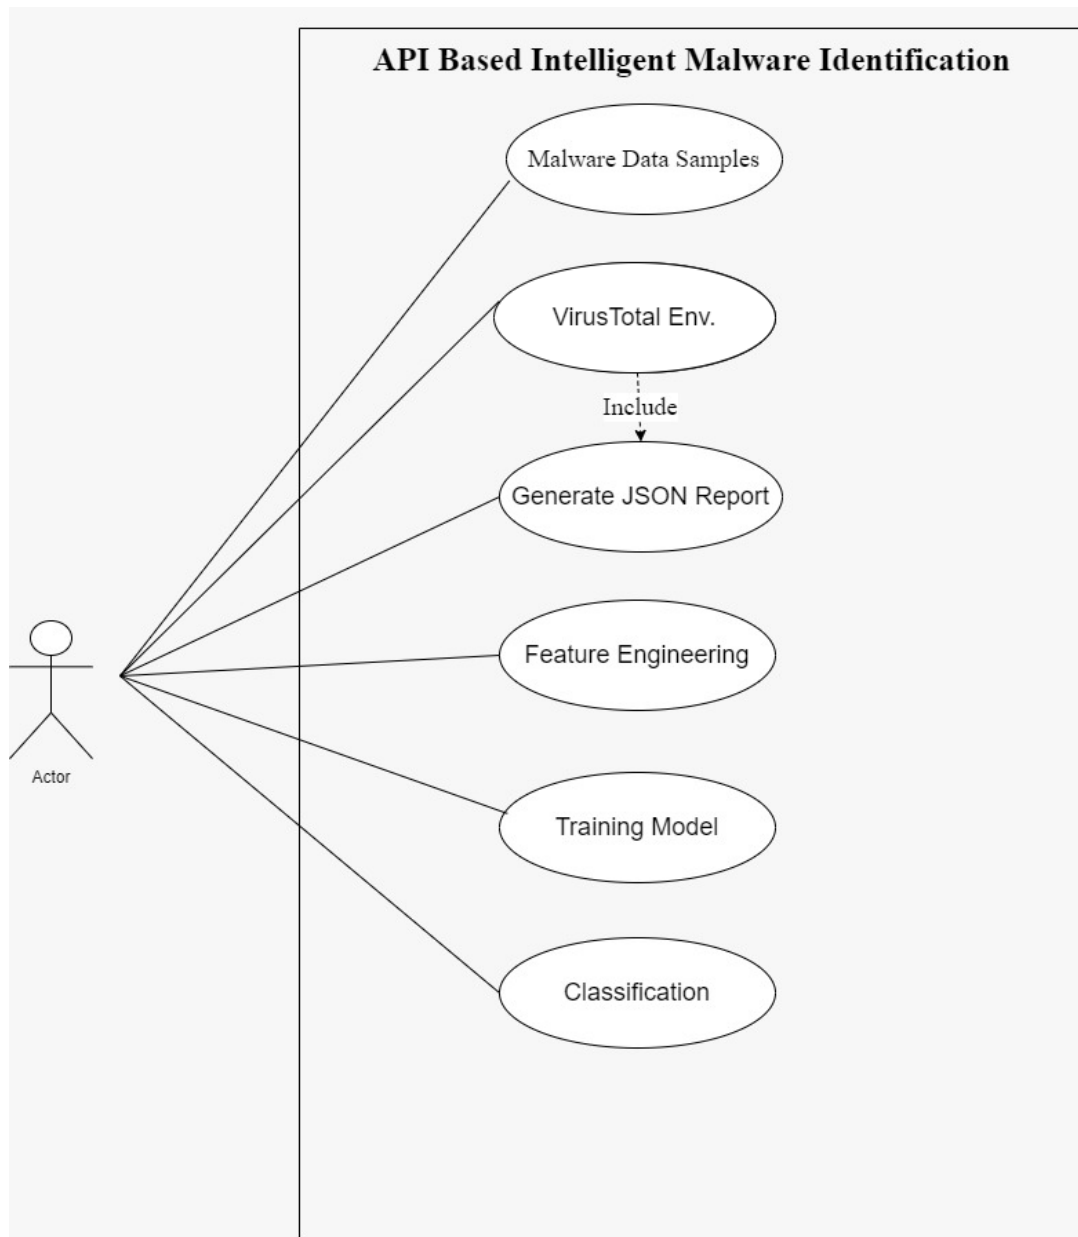 API Based Intelligent Malware Identification
Malware Data Samples
VirusTotal Env.
Include
Generate JSON Report
Feature Engineering
Actor
Training Model
Classification